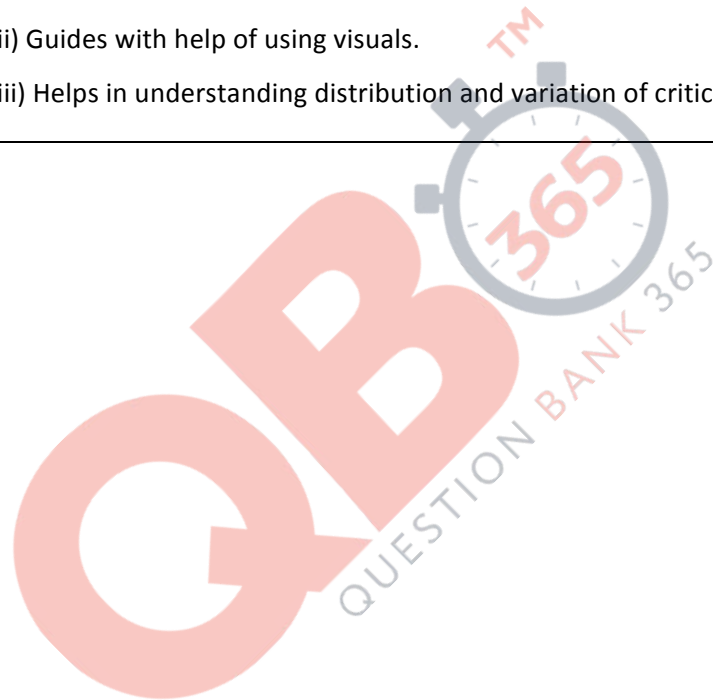 ii) Guides with help of using visuals.
iii) Helps in understanding distribution and variation of critic
TM
365
QB
QUESTION BANK 365